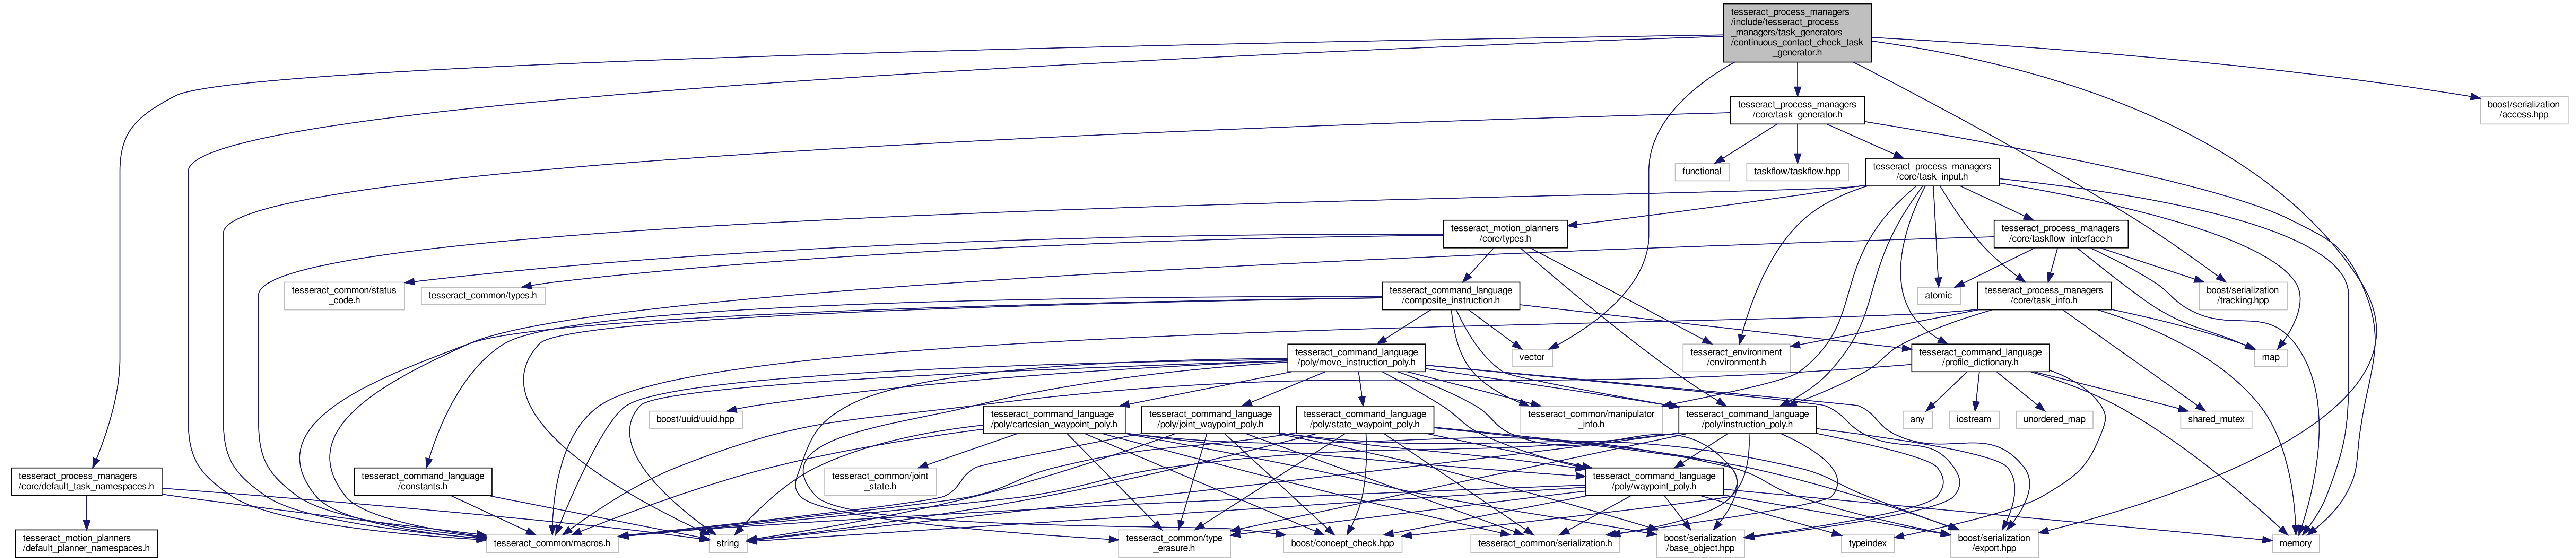 tesseract_process_managers
/include/tesseract_process
_managers/task_generators
/continuous_contact_check_task
_generator.h
tesseract_process_managers
/core/task_generator.h
boost/serialization
/access.hpp
functional
taskflow/taskflow.hpp
tesseract_process_managers
/core/task_input.h
tesseract_motion_planners
/core/types.h
tesseract_process_managers
/core/taskflow_interface.h
tesseract_common/status
_code.h
tesseract_common/types.h
tesseract_command_language
/composite_instruction.h
atomic
tesseract_process_managers
/core/task_info.h
boost/serialization
/tracking.hpp
tesseract_command_language
/poly/move_instruction_poly.h
vector
tesseract_environment
/environment.h
tesseract_command_language
/profile_dictionary.h
map
boost/uuid/uuid.hpp
tesseract_command_language
/poly/cartesian_waypoint_poly.h
tesseract_command_language
/poly/joint_waypoint_poly.h
tesseract_command_language
/poly/state_waypoint_poly.h
tesseract_common/manipulator
_info.h
tesseract_command_language
/poly/instruction_poly.h
any
iostream
unordered_map
shared_mutex
tesseract_process_managers
/core/default_task_namespaces.h
tesseract_command_language
/constants.h
tesseract_common/joint
_state.h
tesseract_command_language
/poly/waypoint_poly.h
tesseract_motion_planners
/default_planner_namespaces.h
tesseract_common/macros.h
string
tesseract_common/type
_erasure.h
boost/concept_check.hpp
tesseract_common/serialization.h
boost/serialization
/base_object.hpp
typeindex
boost/serialization
/export.hpp
memory